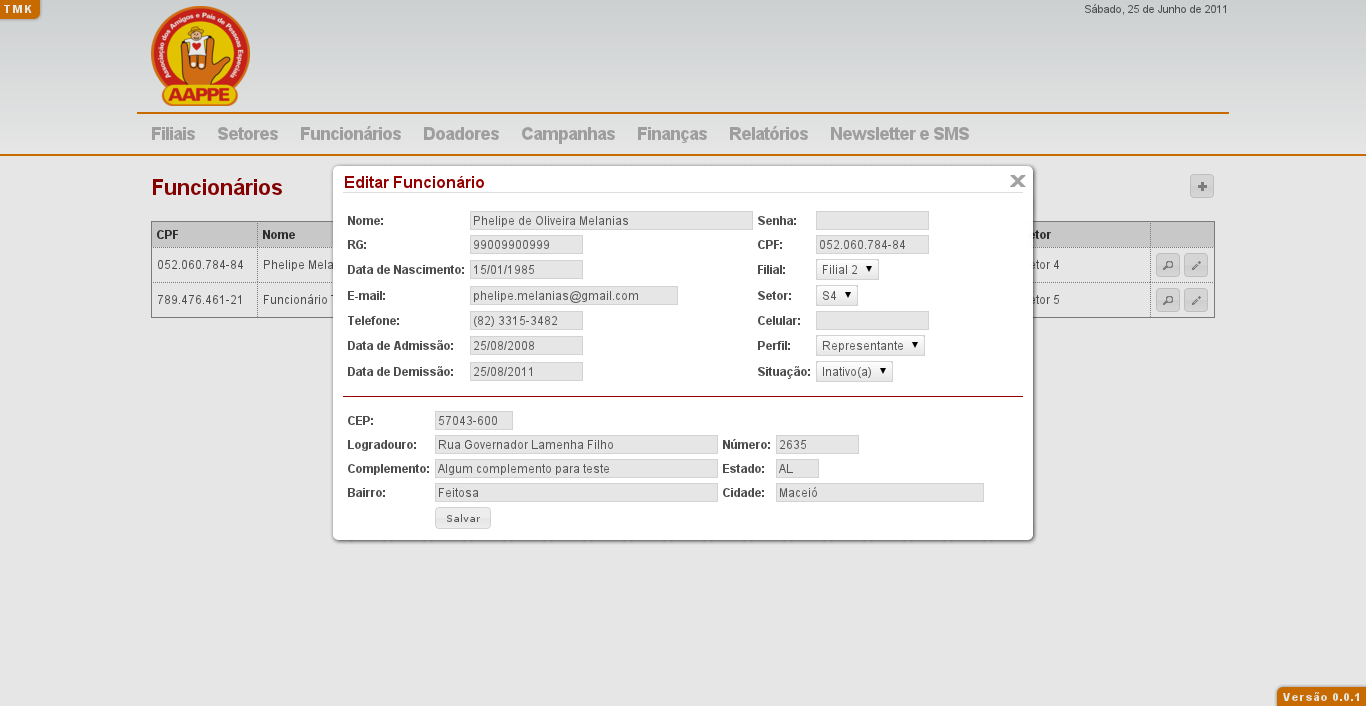 TMK
Sábado, 25 de Junho de 2011
Associação dos Amigos e Pais de Pessoas Especiais
AAPPE
Filiais Setores Funcionários Doadores Campanhas Finanças Relatórios Newsletter e SMS
Funcionários
Editar Funcionário
CPF Nome etor
052.060.784-84 Phelipe Mela etor 4
789.476.461-21 Funcionário etor 5
Nome: Phelipe de Oliveira Melanias Senha:
RG: 99009900999 CPF: 052.060.784-84
Data de Nascimento: 15/01/1985 Filial: Filial 2
E-mail: phelipe.melanias@gmail.com Setor: S4
Telefone: (82) 3315-3482 Celular:
Data de Admissão: 25/08/2008 Perfil: Representante
Data de Demissão: 25/08/2011 Situação: Inativo(a)
CEP: 57043-600
Logradouro: Rua Governador Lamenha Filho Número: 2635
Complemento: Algum complemento para teste Estado: AL
Bairro: Feitosa Cidade: Maceió
Salvar
Versão 0.0.1